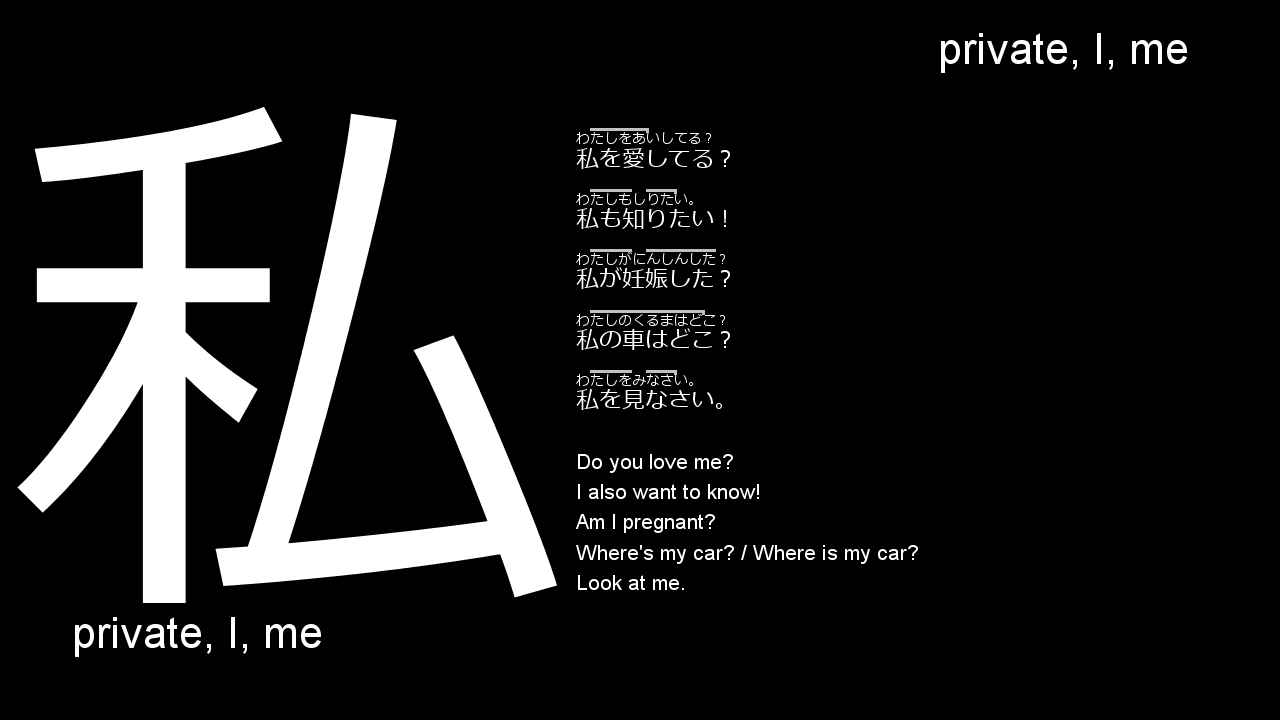 private, I, me
私
わたしをあいしてる？
私を愛してる？
わたしもしりたい。
私も知りたい！
わたしがにんしんした？
私が妊娠した？
わたしのくるまはどこ？
私の車はどこ？
わたしをみなさい。
私を見なさい。
Do you love me?
I also want to know!
Am I pregnant?
Where's my car? / Where is my car?
Look at me.
private, I, me